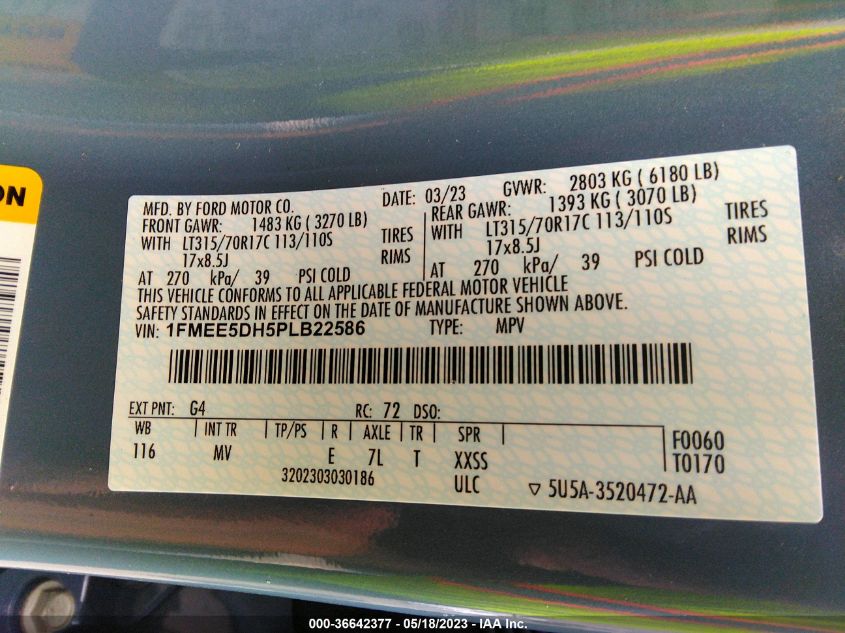 ON
MFD. BY FORD MOTOR CO. DATE: 03/23 GVWR: 2803 KG ( 6180 LB)
FRONT GAWR: 1483 KG ( 3270 LB) REAR GAWR: 1393 KG ( 3070 LB)
WITH LT315/70R17C 113/110S TIRES WITH LT315/70R17C 113/110S TIRES
17x8.5J RIMS 17x8.5J RIMS
AT 270 kPa/ 39 PSI COLD AT 270 kPa/ 39 PSI COLD
THIS VEHICLE CONFORMS TO ALL APPLICABLE FEDERAL MOTOR VEHICLE
SAFETY STANDARDS IN EFFECT ON THE DATE OF MANUFACTURE SHOWN ABOVE.
VIN: 1FMEE5DH5PLB22586 TYPE: MPV
EXT PNT: G4 RC: 72 DSO:
WB INT TR TP/PS R AXLE TR SPR
116 MV E 7L T XXSS
F0060
T0170
3202303030186 ULC ▽ 5U5A-3520472-AA
000-36642377 - 05/18/2023 - IAA Inc.